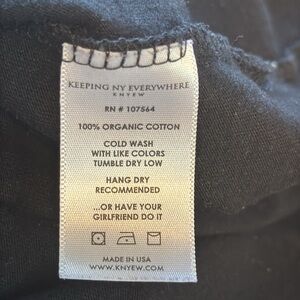 KEEPING NY EVERYWHERE
KNYEW
RN # 107564
100% ORGANIC COTTON
COLD WASH
WITH LIKE COLORS
TUMBLE DRY LOW
HANG DRY
RECOMMENDED
...OR HAVE YOUR
GIRLFRIEND DO IT
MADE IN USA
WWW.KNYEW.COM